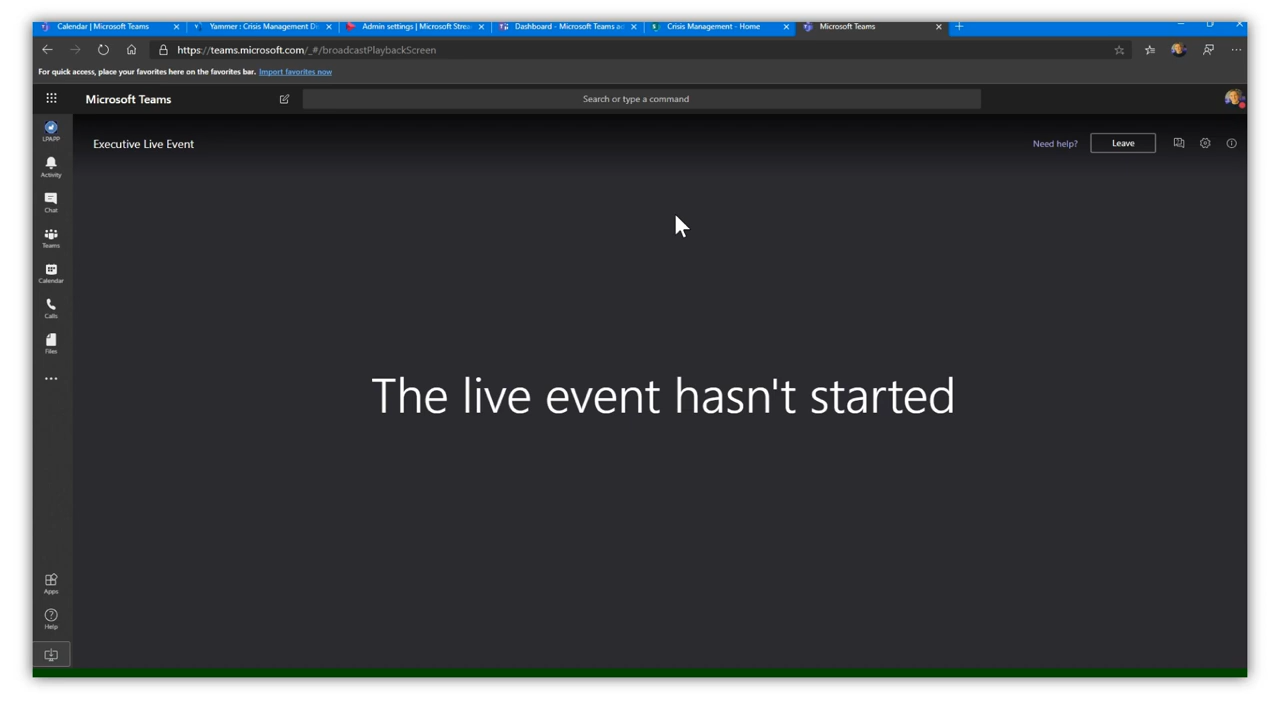 Calendar | Microsoft Teams
Yammer : Crisis Management De
Admin settings | Microsoft Strea
Dashboard - Microsoft Teams ad
Crisis Management - Home
Microsoft Teams
https://teams.microsoft.com/_#/broadcastPlaybackScreen
For quick access, place your favorites here on the favorites bar. Import favorites now
Microsoft Teams
Search or type a command
LPAPP
Executive Live Event
Need help?
Leave
Activity
Chat
Teams
Calendar
Calls
Files
The live event hasn't started
Apps
Help